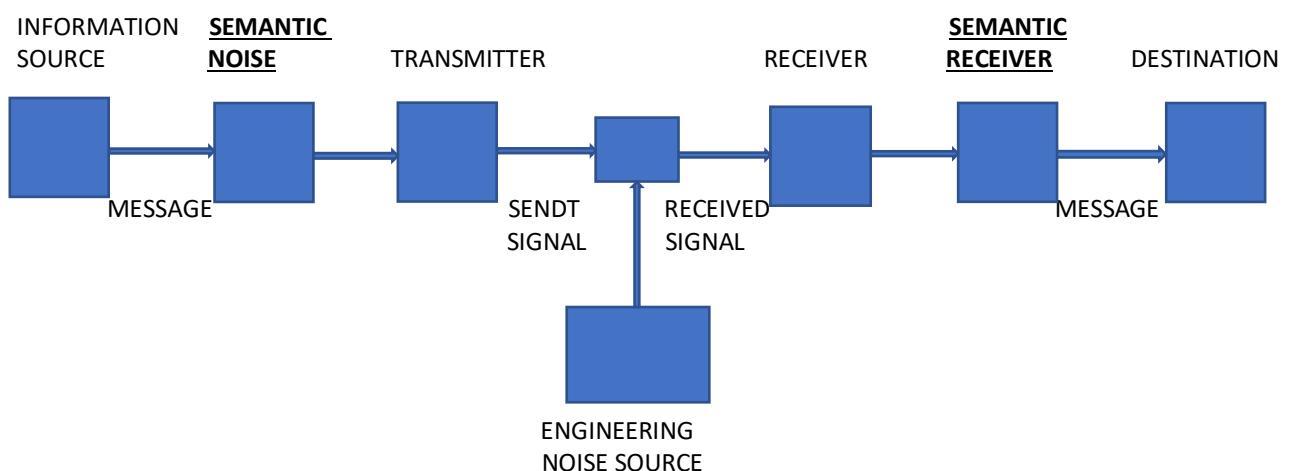 INFORMATION
SOURCE
SEMANTIC
NOISE
TRANSMITTER
RECEIVER
SEMANTIC
RECEIVER
DESTINATION
MESSAGE
SENDT
SIGNAL
RECEIVED
SIGNAL
MESSAGE
ENGINEERING
NOISE SOURCE